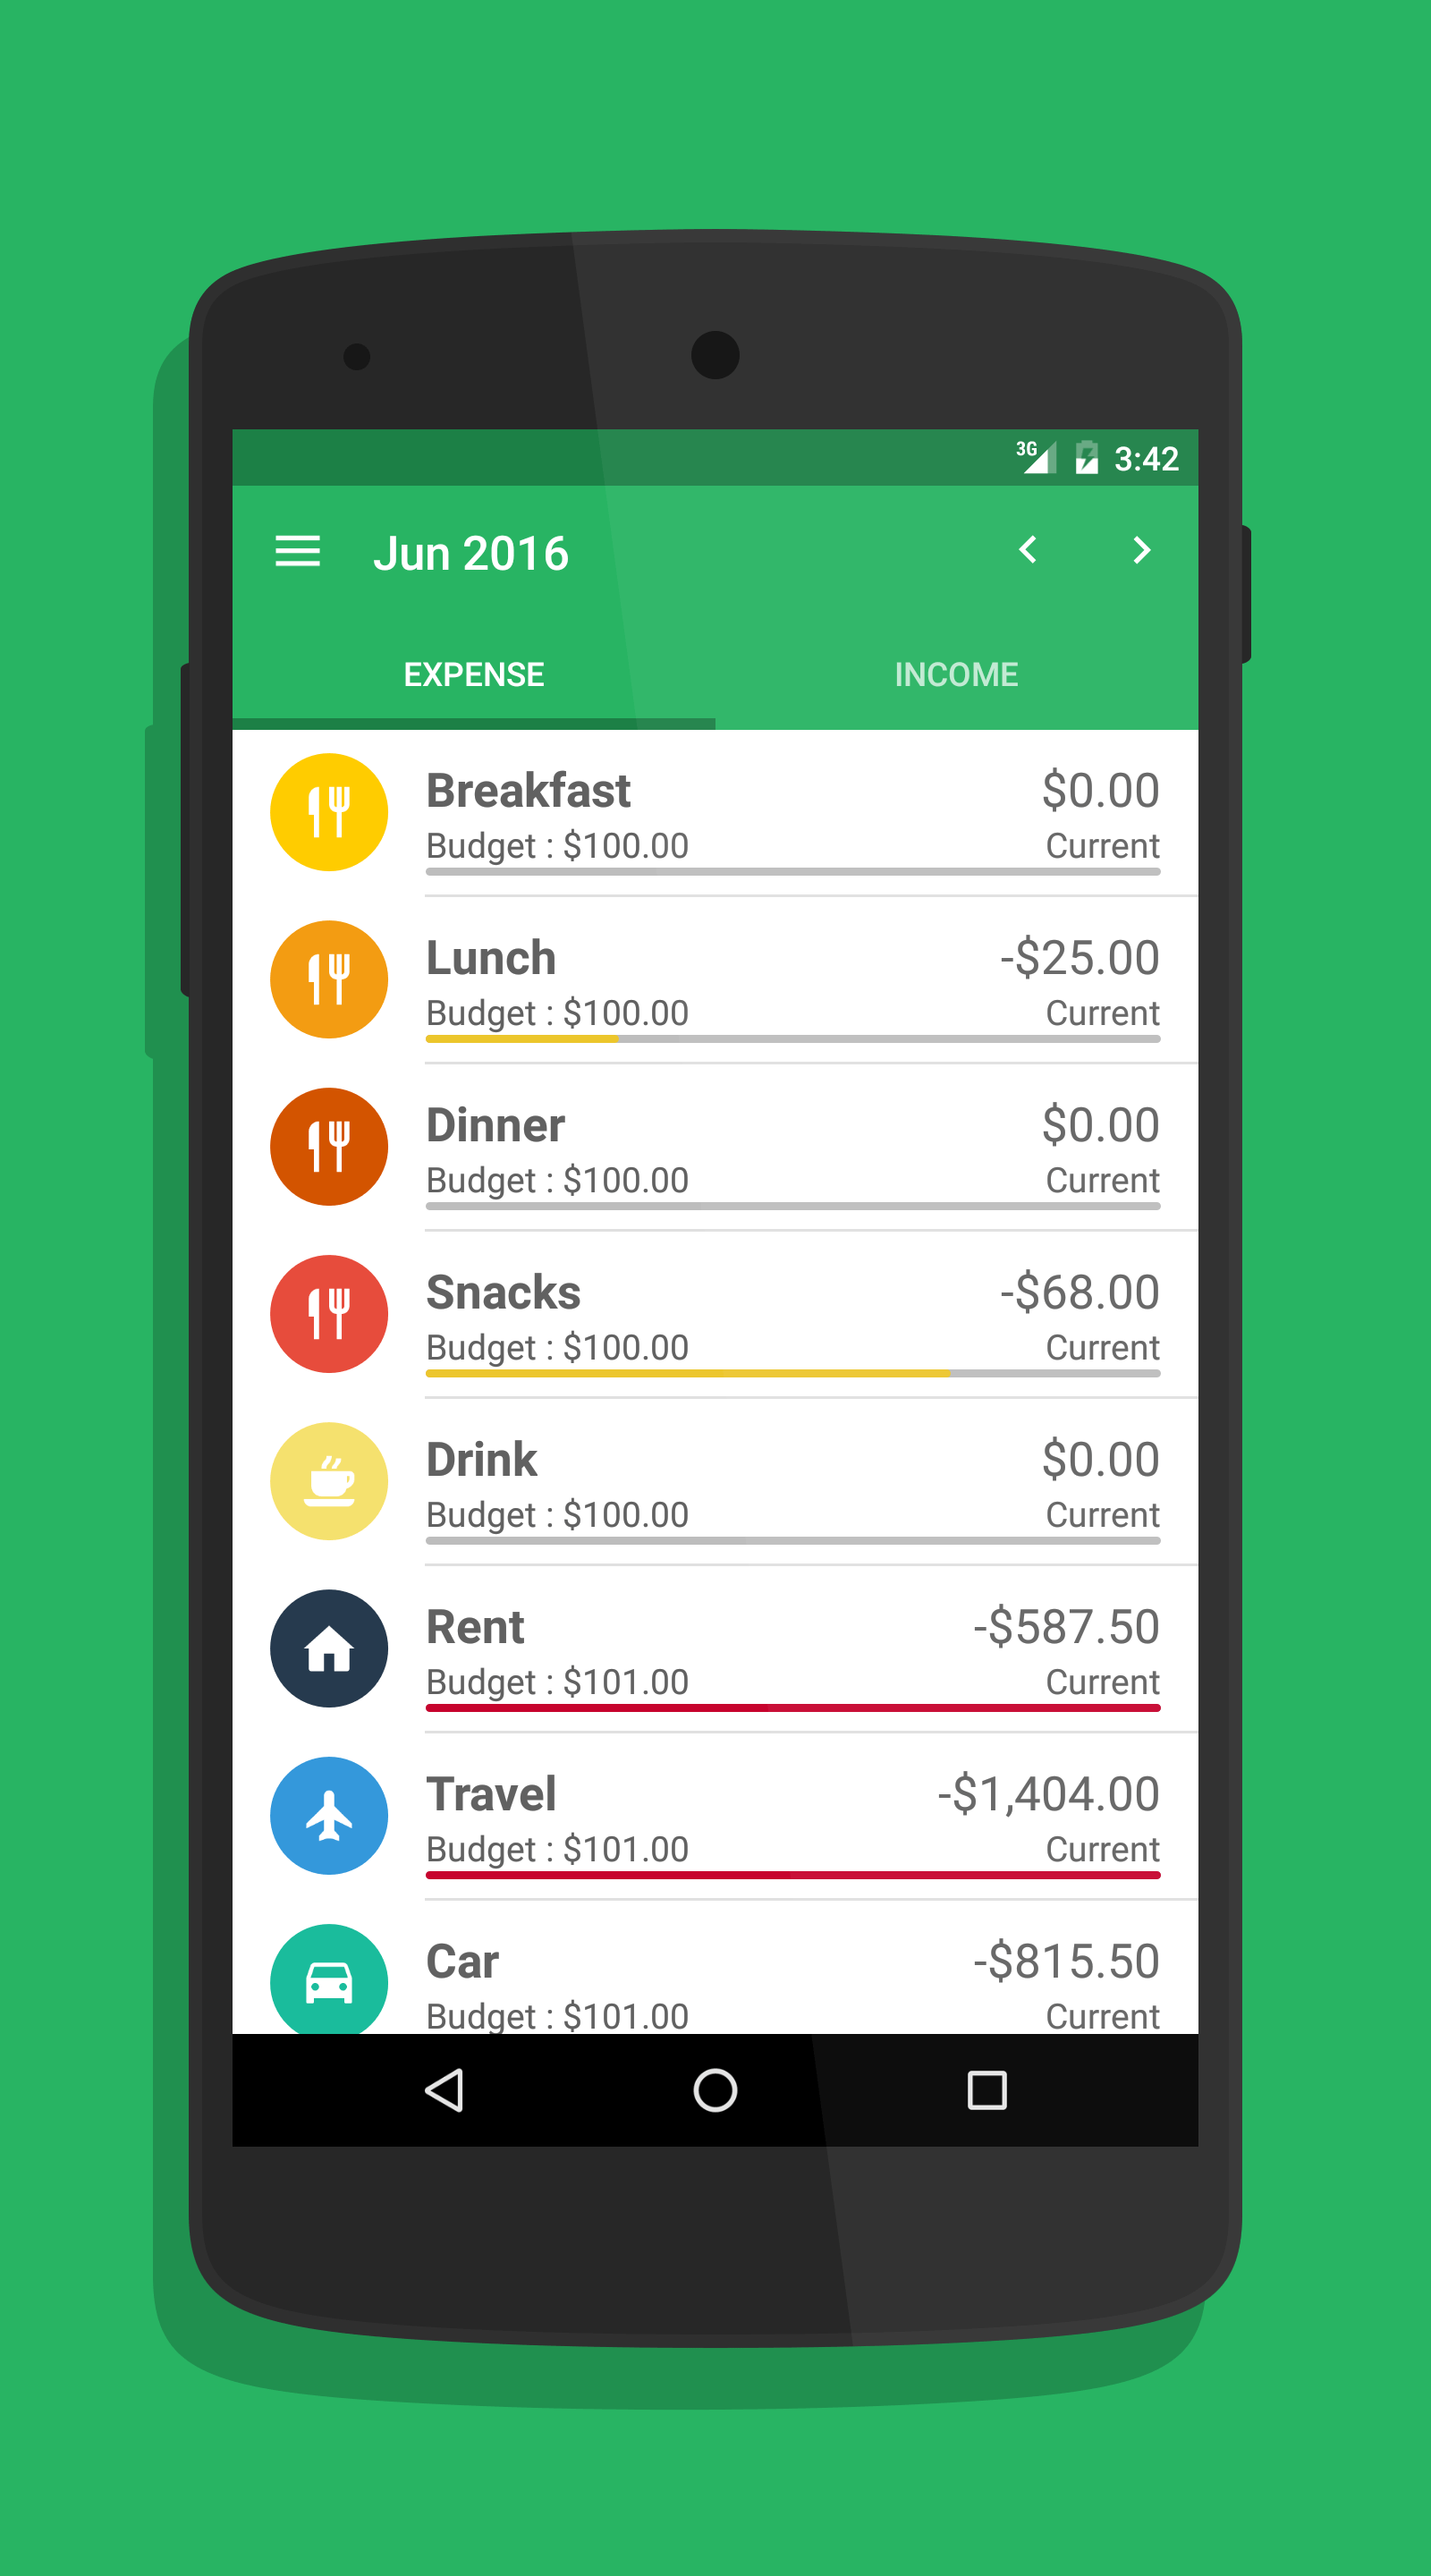 3G 3:42
Jun 2016
EXPENSE INCOME
Breakfast $0.00
Budget : $100.00 Current
Lunch -$25.00
Budget : $100.00 Current
Dinner $0.00
Budget : $100.00 Current
Snacks -$68.00
Budget : $100.00 Current
Drink $0.00
Budget : $100.00 Current
Rent -$587.50
Budget : $101.00 Current
Travel -$1,404.00
Budget : $101.00 Current
Car -$815.50
Budget : $101.00 Current